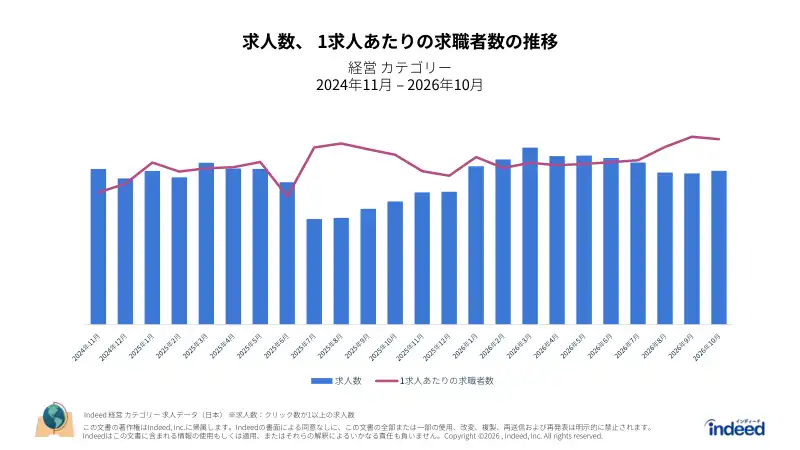 求人数、 1求人あたりの求職者数の推移
経営 カテゴリー
2024年11月 – 2026年10月
2024年11月
2024年12月
2025年1月
2025年2月
2025年3月
2025年4月
2025年5月
2025年6月
2025年7月
2025年8月
2025年9月
2025年10月
2025年11月
2025年12月
2026年1月
2026年2月
2026年3月
2026年4月
2026年5月
2026年6月
2026年7月
2026年8月
2026年9月
2026年10月
求人数 1求人あたりの求職者数
Indeed 経営 カテゴリー 求人データ（日本） ※求人数：クリック数が1以上の求人数
この文書の著作権はIndeed, Inc.に帰属します。Indeedの書面による同意なしに、この文書の全部または一部の使用、改変、複製、再送信および再発表は明示的に禁止されます。
Indeedはこの文書に含まれる情報の使用もしくは適用、またはそれらの解釈によるいかなる責任も負いません。Copyright ©2026 , Indeed, Inc. All rights reserved.
インディード
indeed